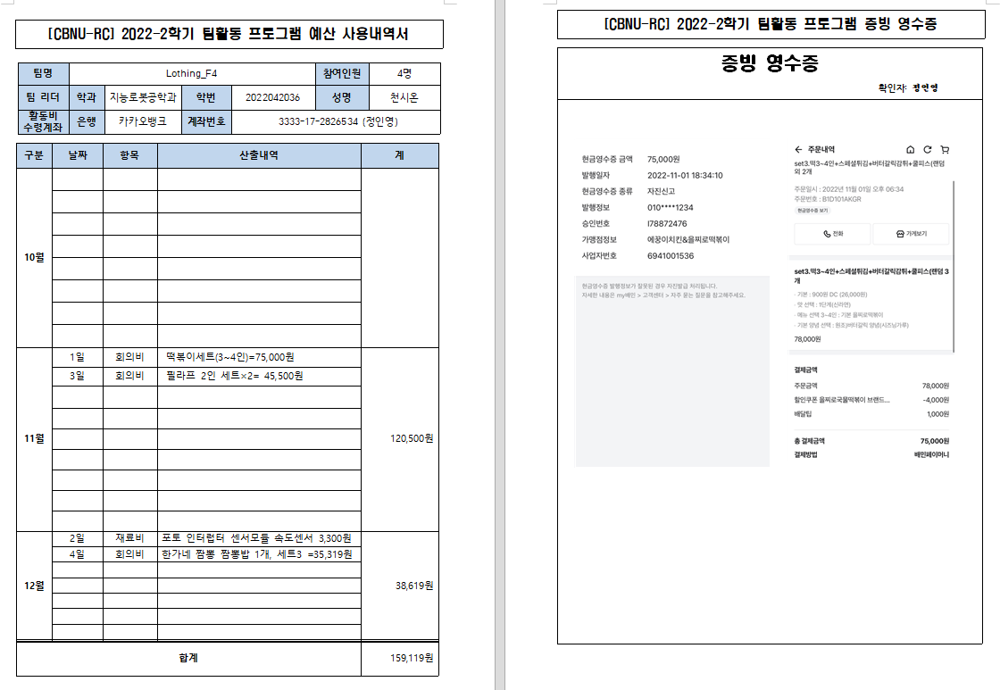 [CBNU-RC] 2022-2학기 팀활동 프로그램 예산 사용내역서
팀명 Lothing_F4 참여인원 4명
팀 리더 학과 지능로봇공학과 학번 2022042036 성명 천시온
활동비 수령계좌 은행 카카오뱅크 계좌번호 3333-17-2826534 (정인영)
구분 날짜 항목 산출내역 계
10월
11월
1일 회의비 떡볶이세트(3~4인)=75,000원
3일 회의비 필라프 2인 세트×2= 45,500원
120,500원
12월
2일 재료비 포토 인터럽터 센서모듈 속도센서 3,300원
4일 회의비 한가네 짬뽕 짬뽕밥 1개, 세트3 =35,319원
38,619원
합계 159,119원
[CBNU-RC] 2022-2학기 팀활동 프로그램 증빙 영수증
증빙 영수증
확인자: 정인영
현금영수증 금액 75,000원
발행일자 2022-11-01 18:34:10
현금영수증 종류 자진신고
발행정보 010****1234
승인번호 I78872476
가맹점정보 에꿍이치킨&을찌로떡볶이
사업자번호 6941001536
현금영수증 발행정보가 잘못된 경우 자진발급 처리됩니다.
자세한 내용은 my배민 > 고객센터 > 자주 묻는 질문을 참고해주세요.
주문내역
set3.떡3~4인+스페셜튀김+버터갈릭감튀+쿨피스(랜덤
외 2개
주문일시 : 2022년 11월 01일 오후 06:34
주문번호 : B1D101AKGR
현금영수증 보기
전화 가게보기
set3.떡3~4인+스페셜튀김+버터갈릭감튀+쿨피스(랜덤 3
개
· 기본 : 900원 DC (26,000원)
· 맛 선택 : 1단계(신라면)
· 메뉴 선택 3~4인 : 기본 을찌로떡볶이
· 기본 양념 선택 : 원조)버터갈릭 양념(시즈닝가루)
78,000원
결제금액
주문금액 78,000원
할인쿠폰 을찌로국물떡볶이 브랜드... -4,000원
배달팁 1,000원
총 결제금액 75,000원
결제방법 배민페이머니